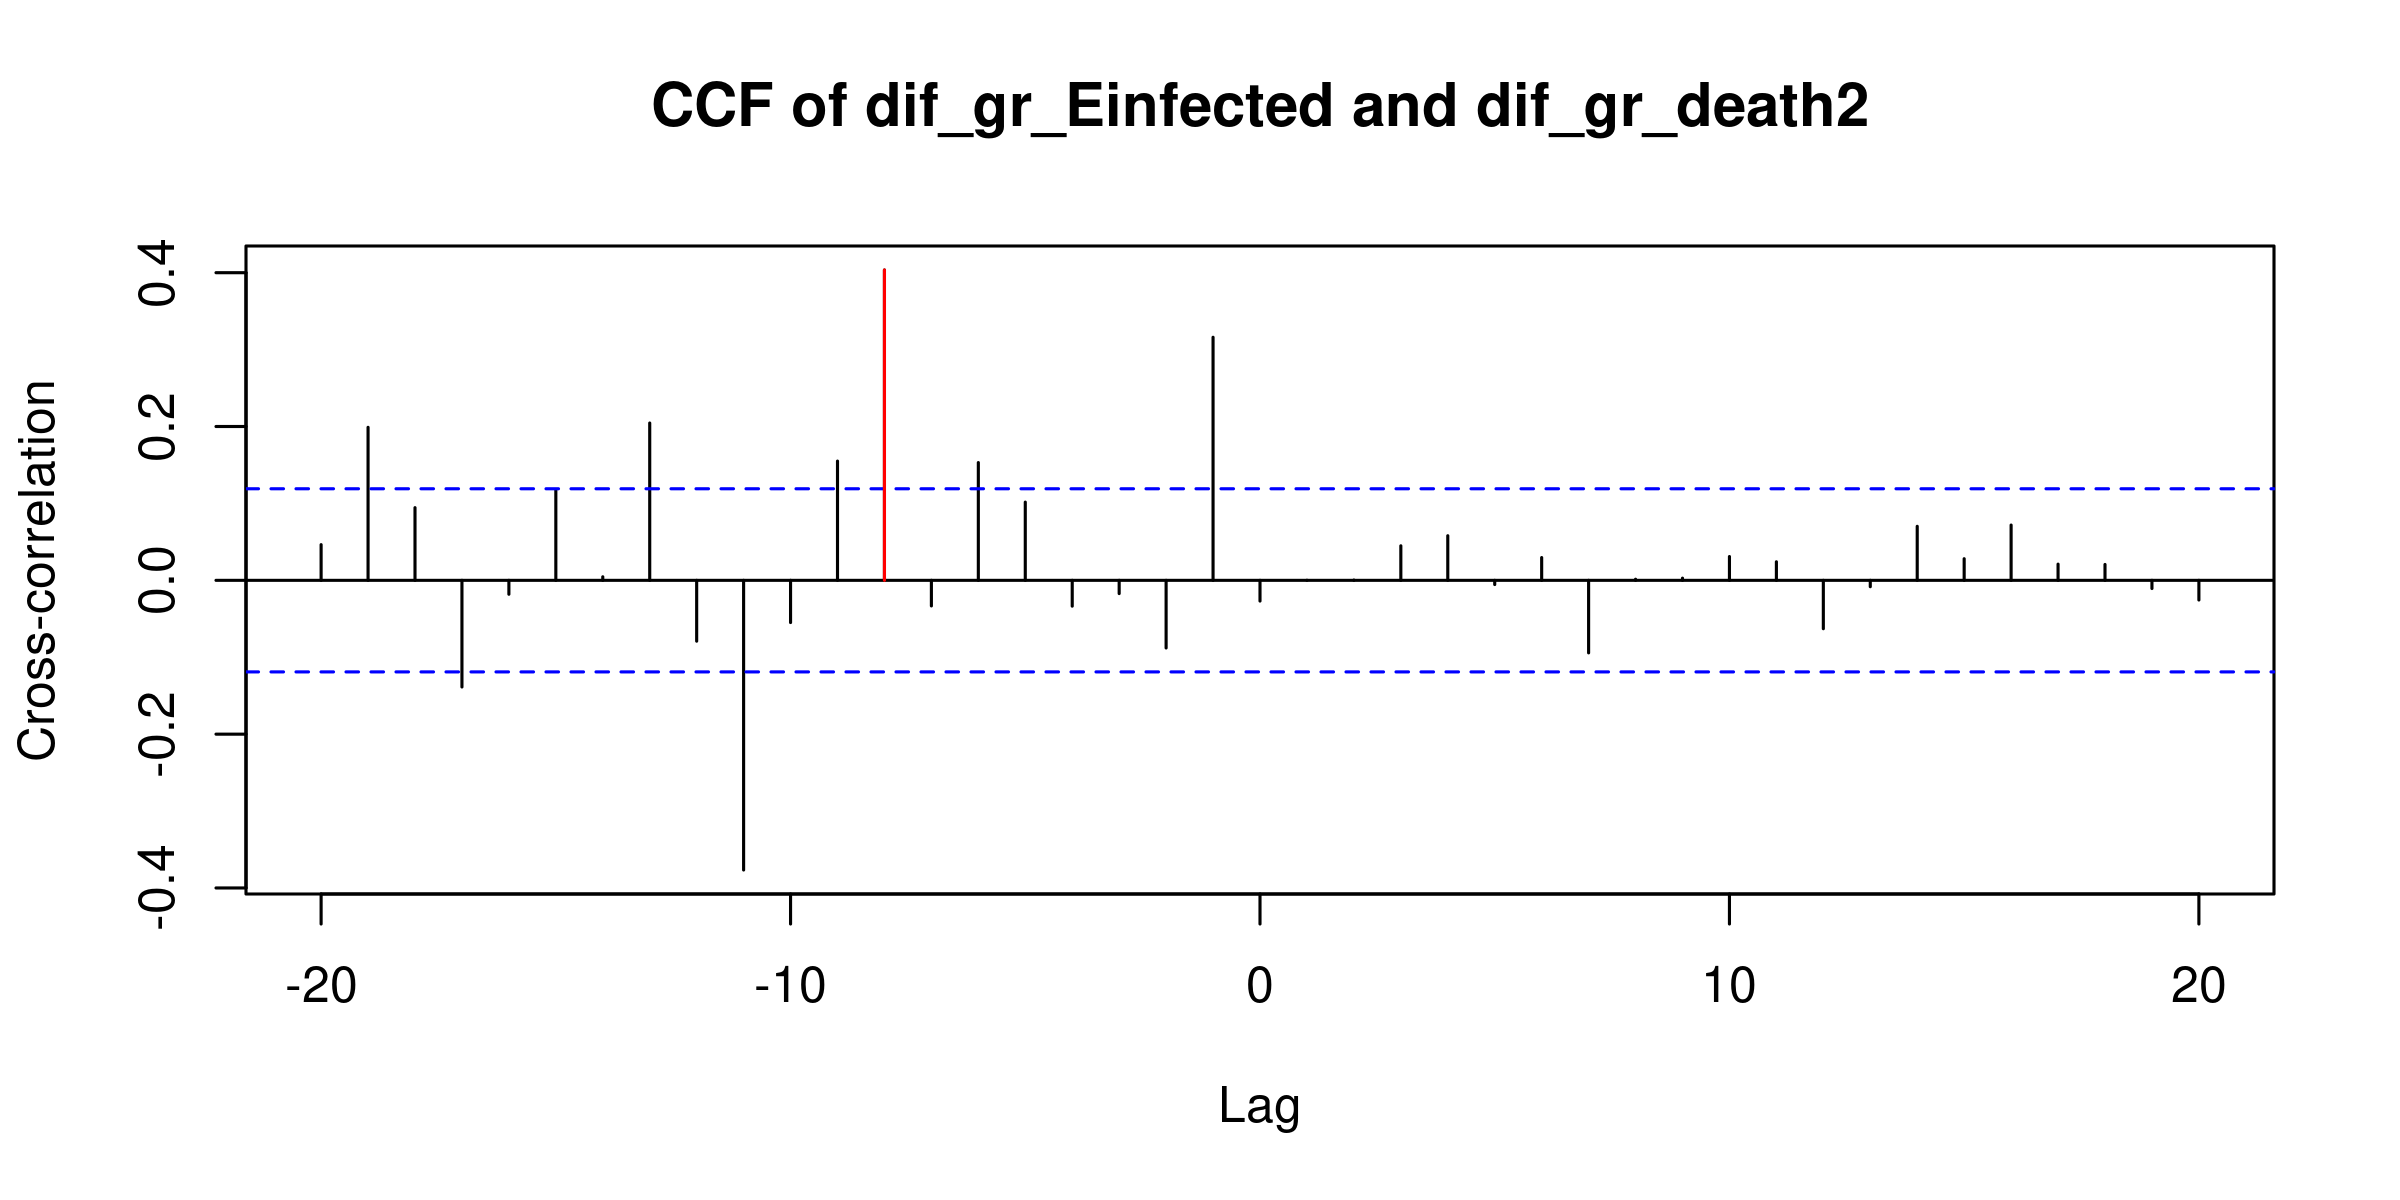 CCF of dif_gr_Einfected and dif_gr_death2
Cross-correlation
0.4
0.2
0.0
-0.2
-0.4
-20 -10 0 10 20
Lag